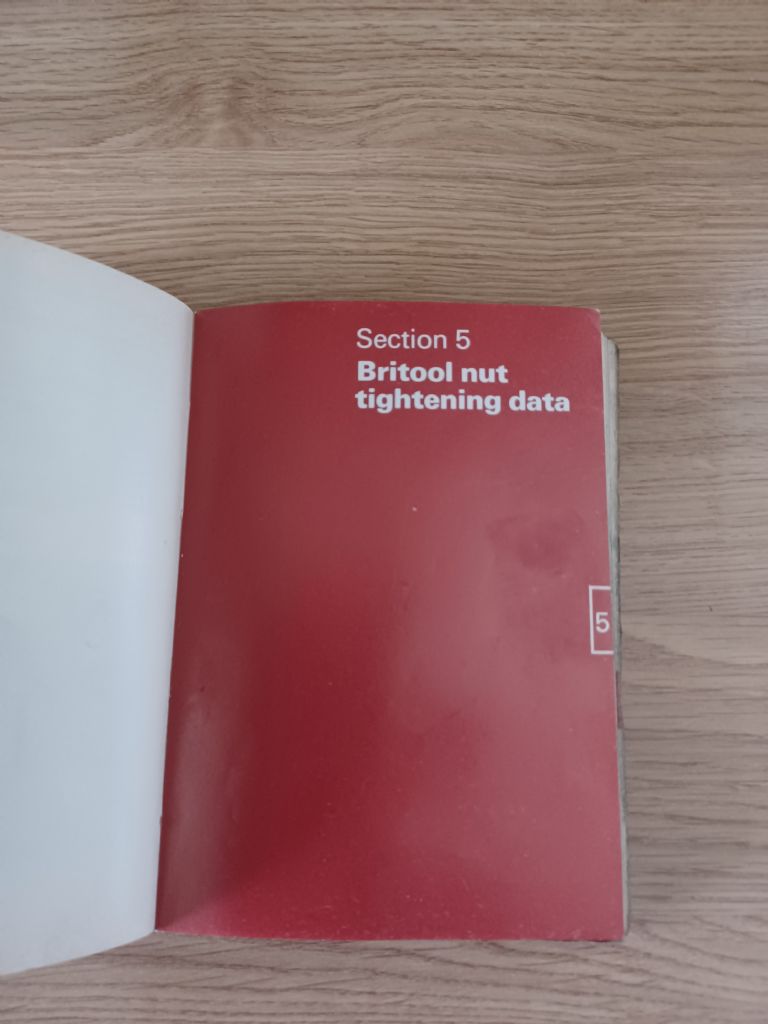 Section 5
Britool nut
tightening data
5